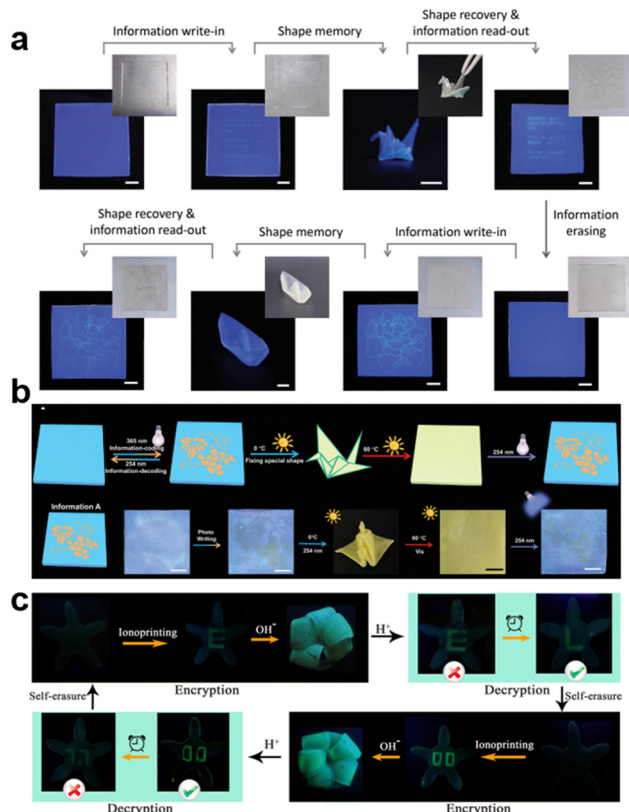 a
Information write-in
Shape memory
Shape recovery &
information read-out
Shape recovery &
information read-out
Shape memory
Information write-in
Information
erasing
b
365 nm
Information-coding
254 nm
Information-decoding
0 °C
Fixing special shape
60 °C
254 nm
Information A
Photo
Writing
0°C
254 nm
60 °C
Vis
254 nm
c
Ionoprinting
E
OH⁻
H⁺
E
L
Encryption
Decryption
Self-erasure
Self-erasure
H⁺
OH⁻
00
Ionoprinting
Decryption
Encryption